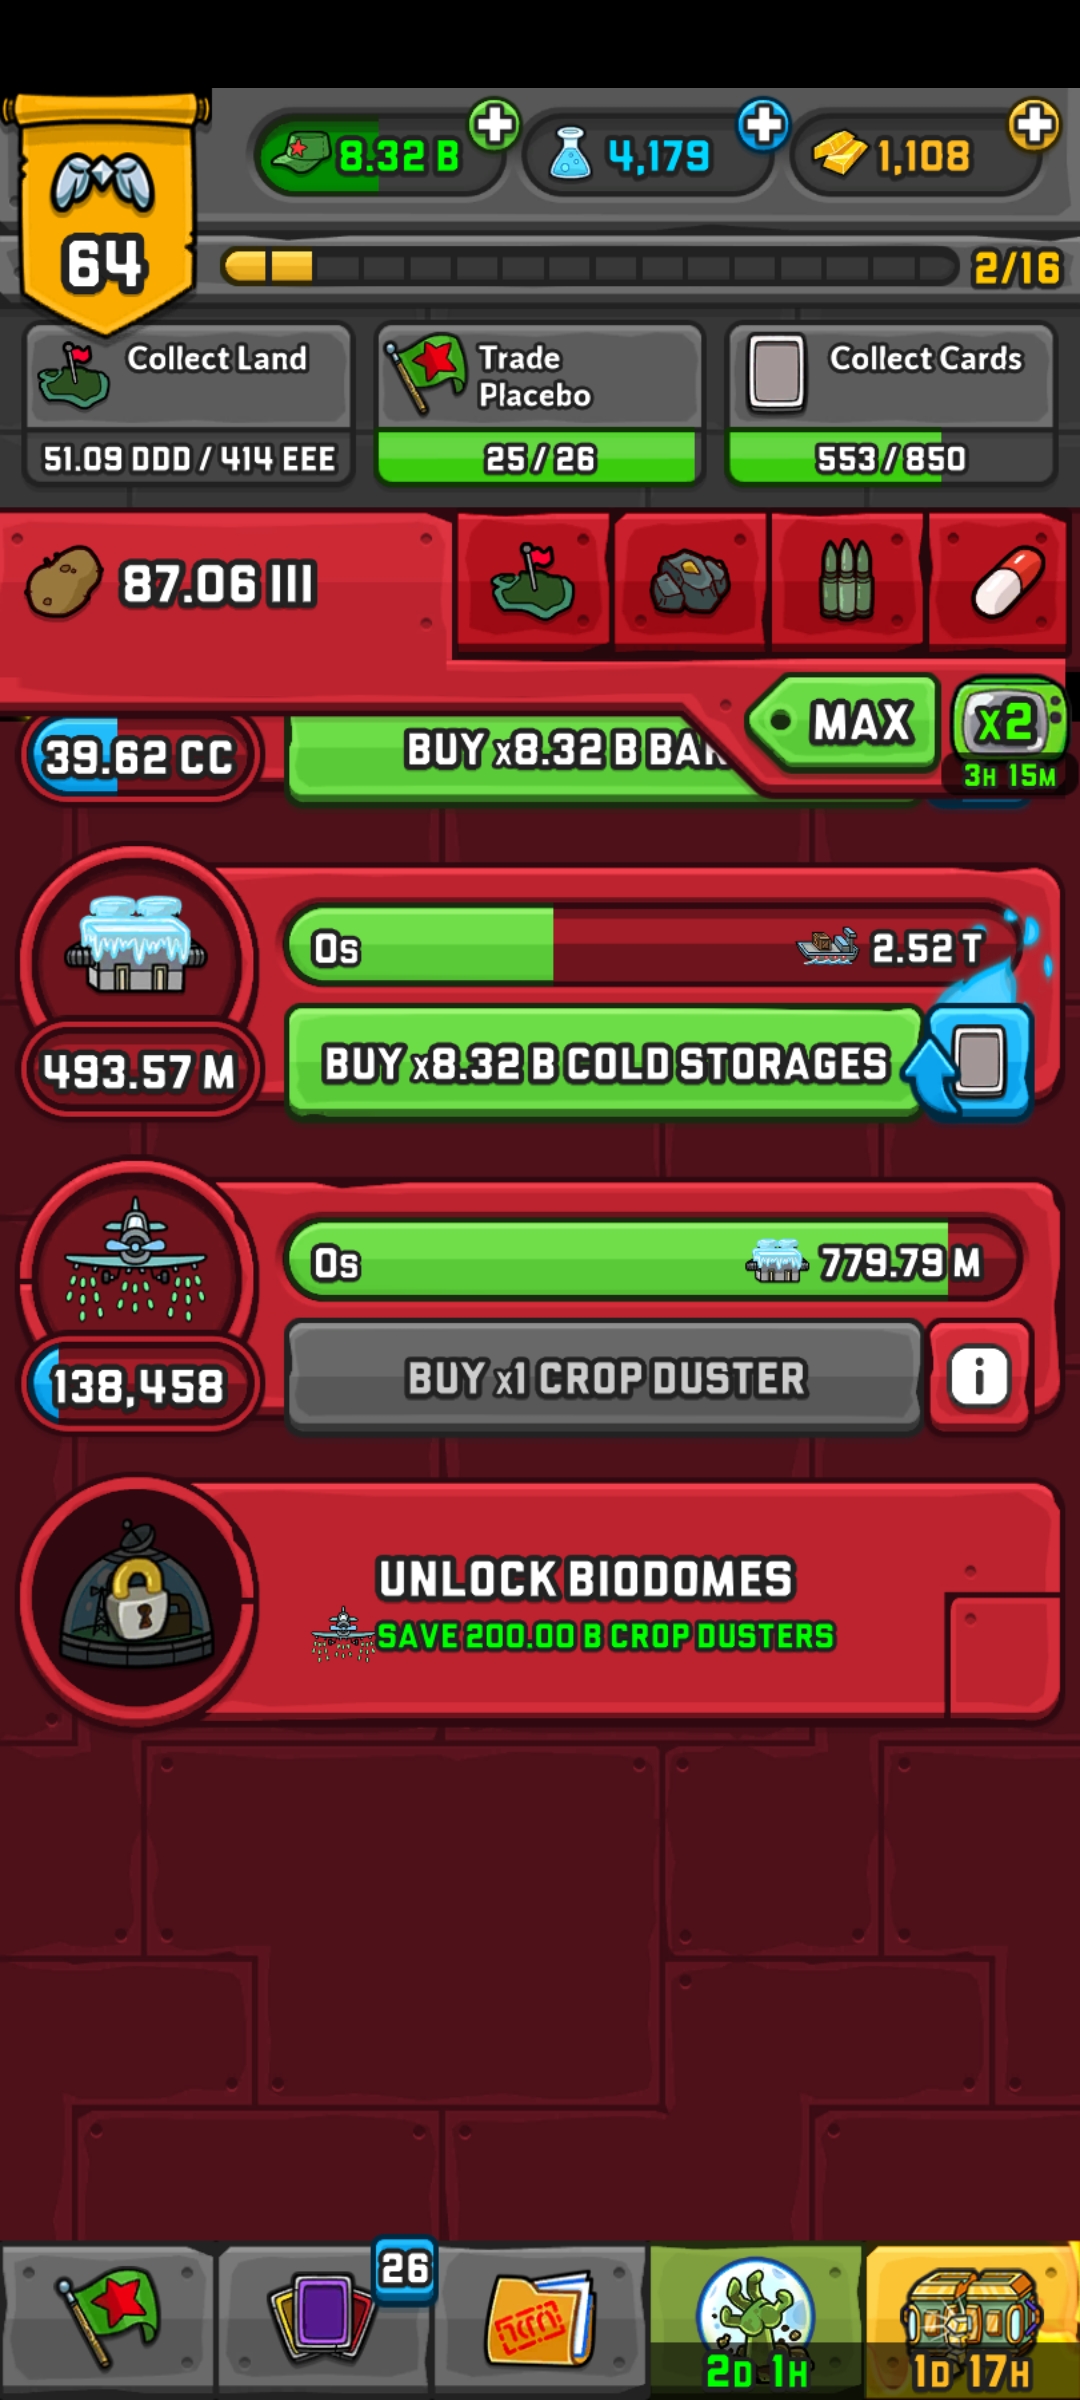 8.32 B
4,179
1,108
64
2/16
Collect Land
51.09 DDD / 414 EEE
Trade
Placebo
25 / 26
Collect Cards
553 / 850
87.06 III
MAX
x2
3H 15M
39.62 CC
BUY x8.32 B
0s
2.52 T
493.57 M
BUY x8.32 B COLD STORAGES
0s
779.79 M
138,458
BUY x1 CROP DUSTER
i
UNLOCK BIODOMES
SAVE 200.00 B CROP DUSTERS
26
2D 1H
1D 17H